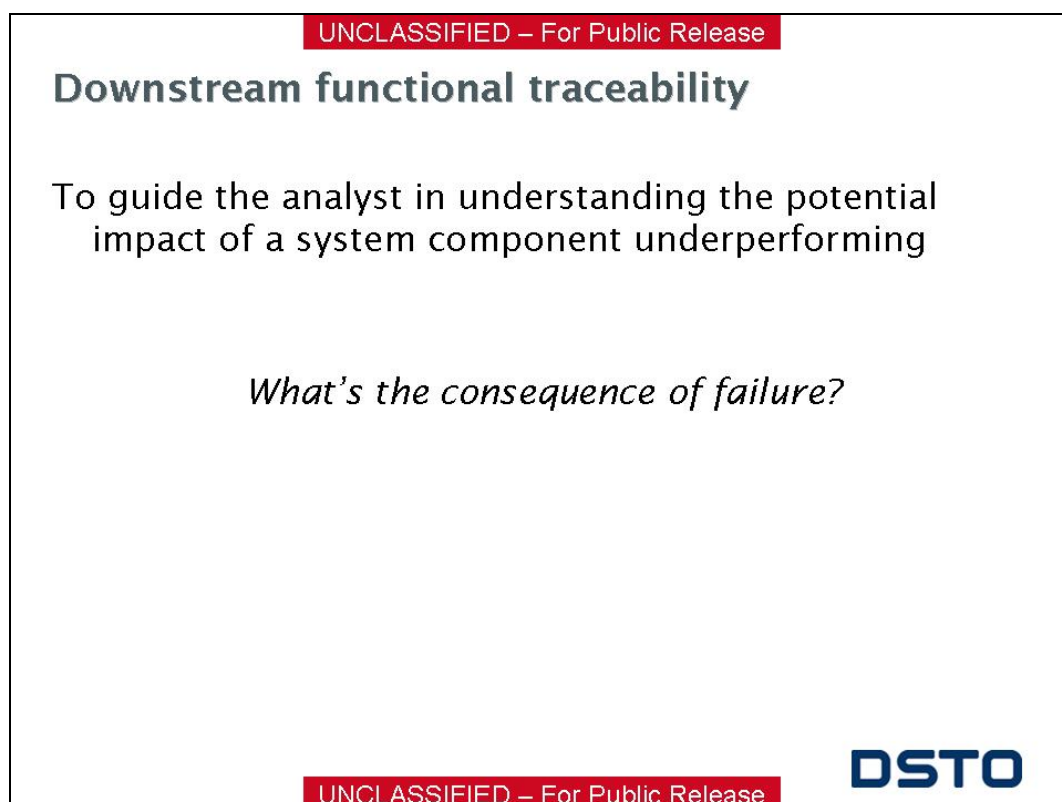 UNCLASSIFIED – For Public Release
Downstream functional traceability
To guide the analyst in understanding the potential
impact of a system component underperforming
What's the consequence of failure?
DSTO
UNCLASSIFIED – For Public Release